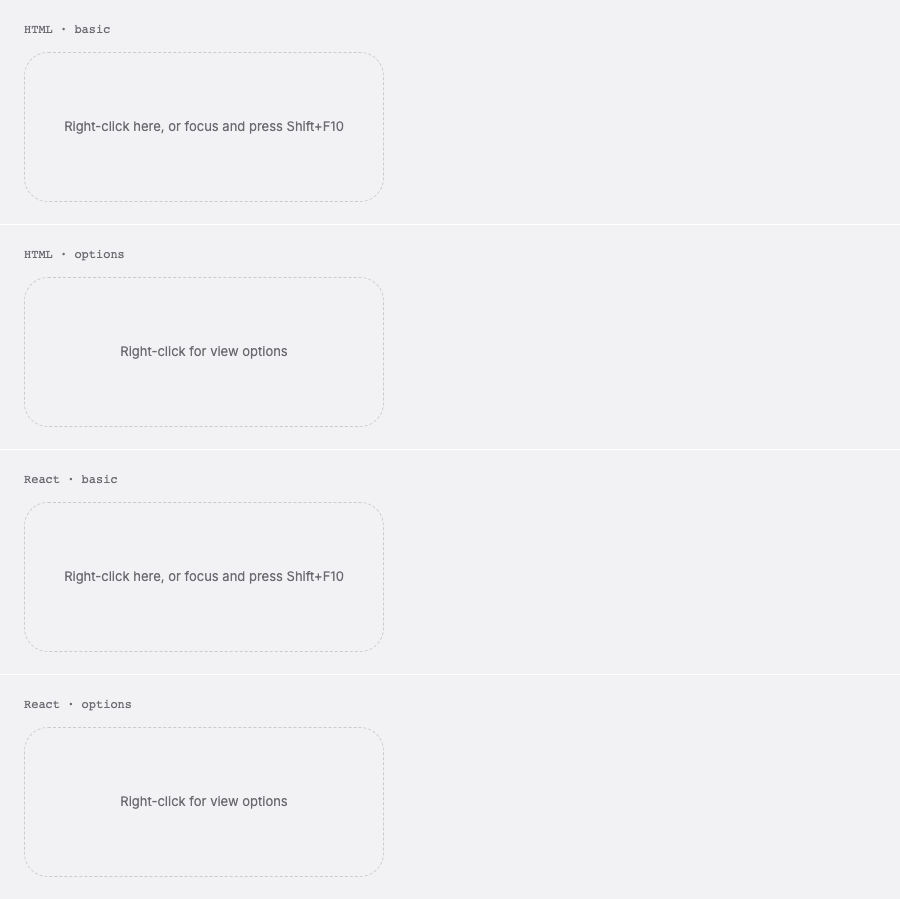 HTML · basic
Right-click here, or focus and press Shift+F10
HTML · options
Right-click for view options
React · basic
Right-click here, or focus and press Shift+F10
React · options
Right-click for view options